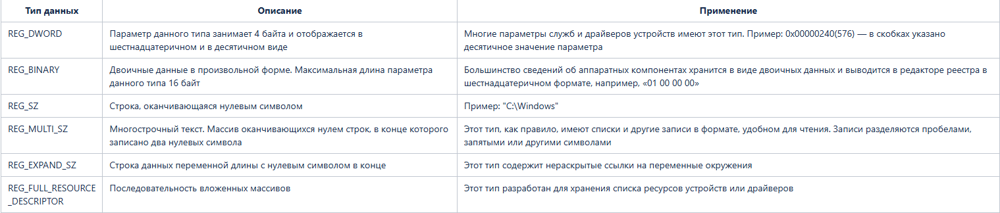 Тип данных Описание Применение
REG_DWORD Параметр данного типа занимает 4 байта и отображается в Многие параметры служб и драйверов устройств имеют этот тип. Пример: 0x00000240(576) — в скобках указано
шестнадцатеричном и в десятичном виде десятичное значение параметра
REG_BINARY Двоичные данные в произвольной форме. Максимальная длина параметра Большинство сведений об аппаратных компонентах хранится в виде двоичных данных и выводится в редакторе реестра в
данного типа 16 байт шестнадцатеричном формате, например, «01 00 00 00»
REG_SZ Строка, оканчивающаяся нулевым символом Пример: "C:\Windows"
REG_MULTI_SZ Многострочный текст. Массив оканчивающихся нулем строк, в конце которого Этот тип, как правило, имеют списки и другие записи в формате, удобном для чтения. Записи разделяются пробелами,
записано два нулевых символа запятыми или другими символами
REG_EXPAND_SZ Строка данных переменной длины с нулевым символом в конце Этот тип содержит нераскрытые ссылки на переменные окружения
REG_FULL_RESOURCE Последовательность вложенных массивов Этот тип разработан для хранения списка ресурсов устройств или драйверов
_DESCRIPTOR